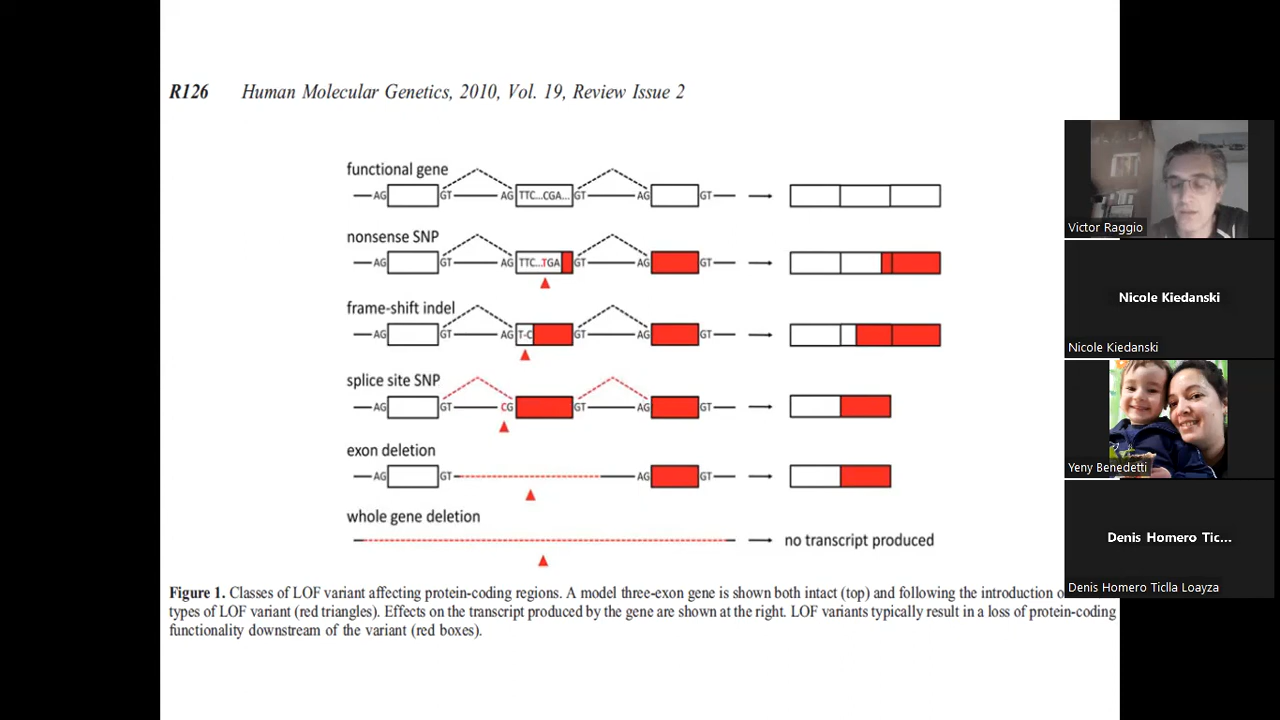 R126 Human Molecular Genetics, 2010, Vol. 19, Review Issue 2
functional gene
AG GT AG TTC...CGA... GT AG GT
nonsense SNP
AG GT AG TTC...TGA GT AG GT
frame-shift indel
AG GT AG T-C GT AG GT
splice site SNP
AG GT CG GT AG GT
exon deletion
AG GT AG GT
whole gene deletion
no transcript produced
Figure 1. Classes of LOF variant affecting protein-coding regions. A model three-exon gene is shown both intact (top) and following the introduction
types of LOF variant (red triangles). Effects on the transcript produced by the gene are shown at the right. LOF variants typically result in a loss of protein-coding
functionality downstream of the variant (red boxes).
Victor Raggio
Nicole Kiedanski
Nicole Kiedanski
Yeny Benedetti
Denis Homero Tic...
Denis Homero Ticlla Loayza